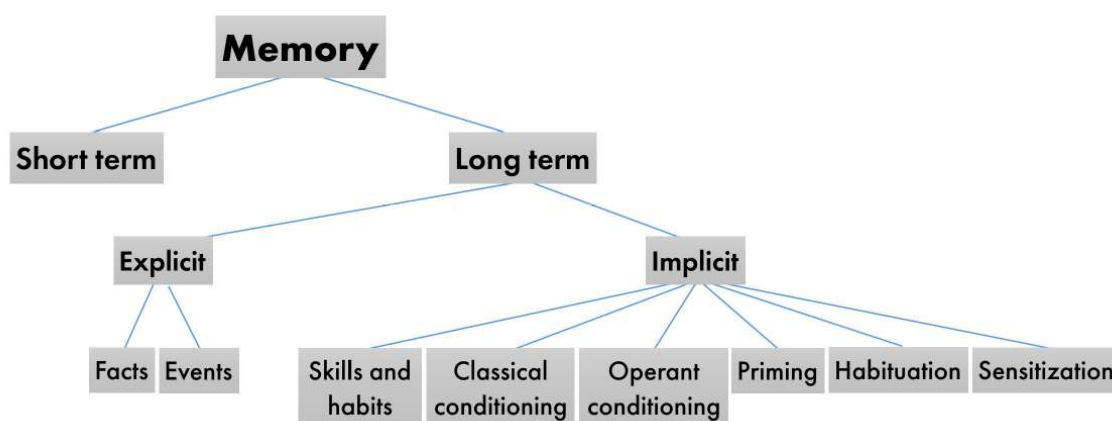 Memory
Short term
Long term
Explicit
Implicit
Facts
Events
Skills and
habits
Classical
conditioning
Operant
conditioning
Priming
Habituation
Sensitization